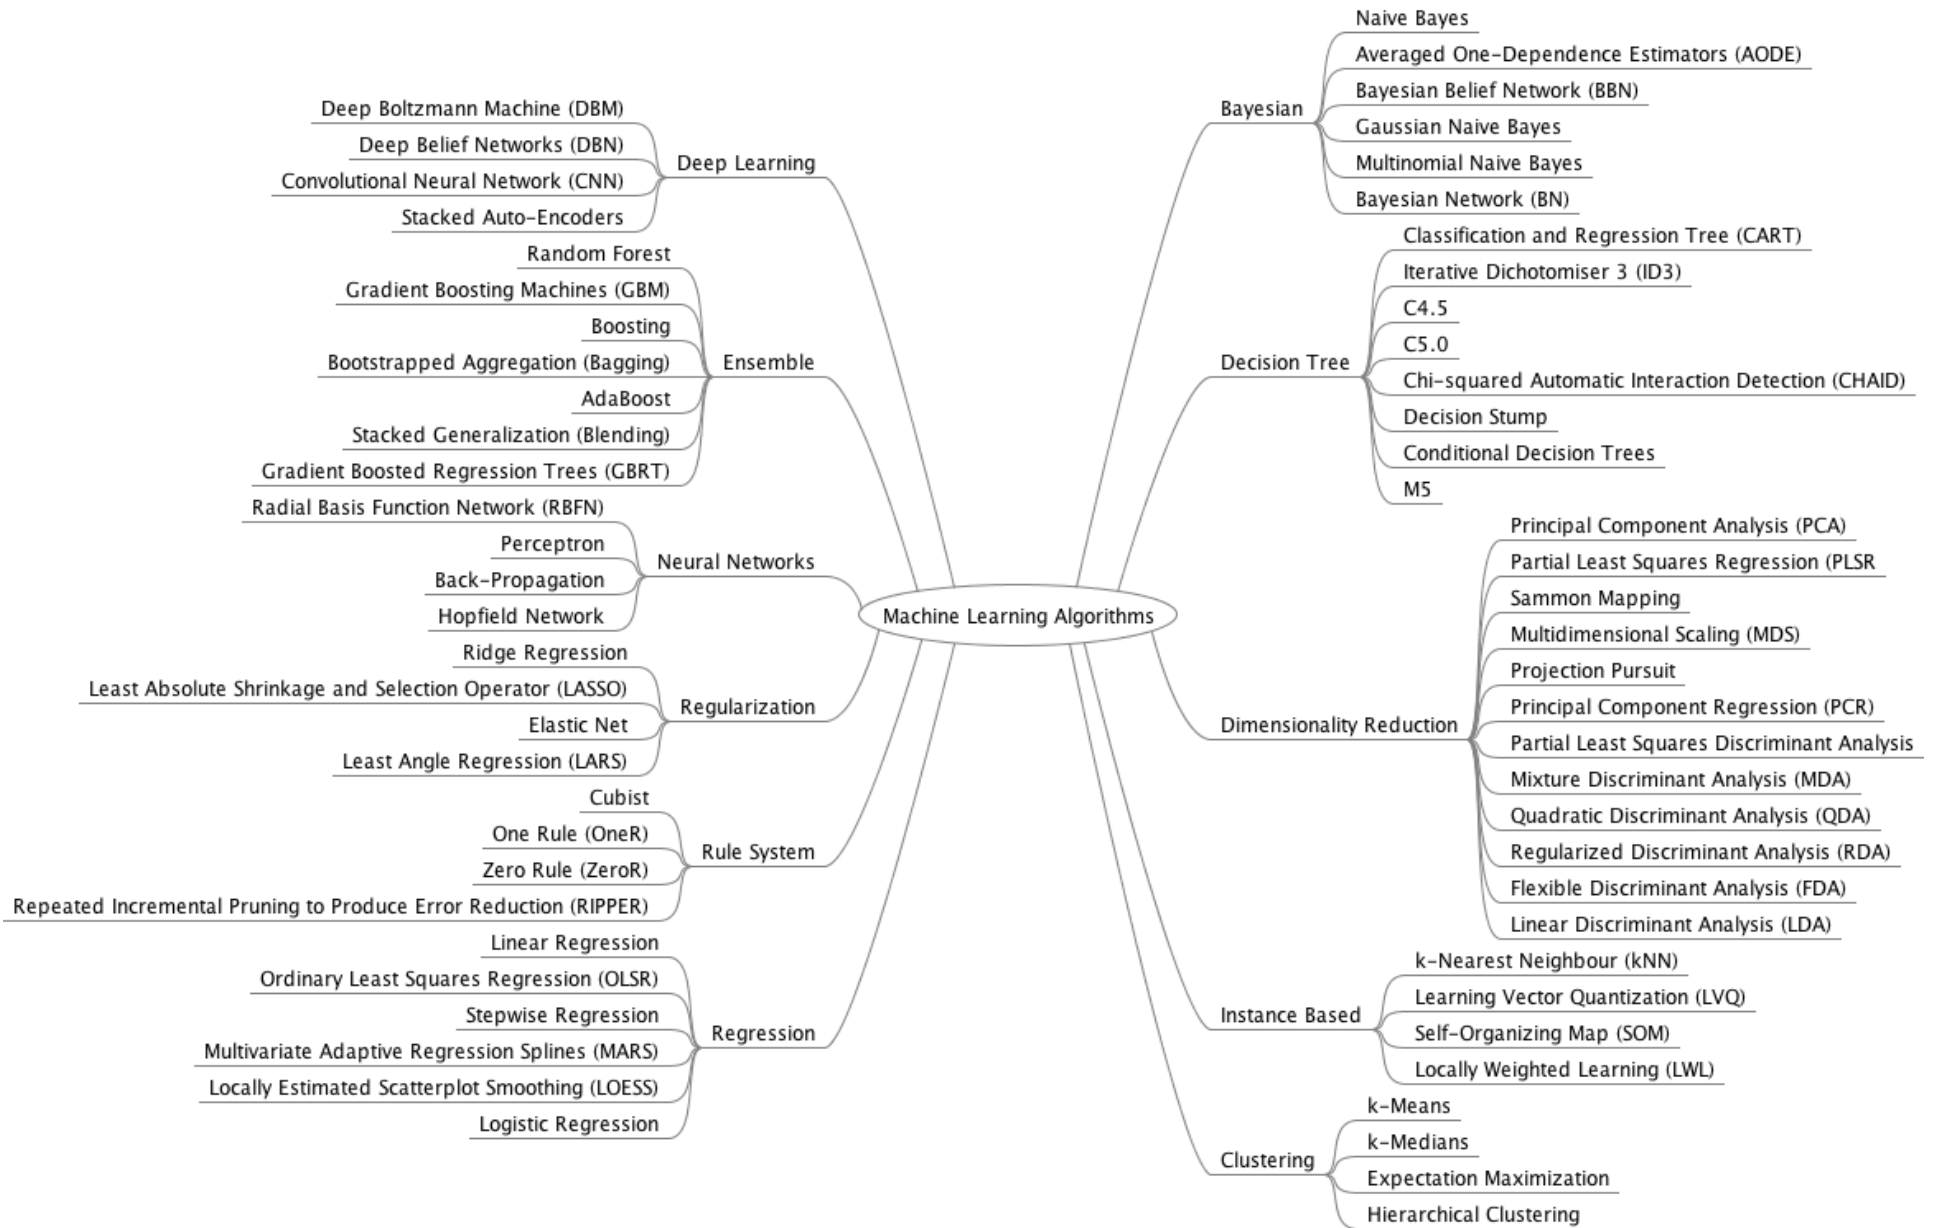 Machine Learning Algorithms
Deep Learning
Deep Boltzmann Machine (DBM)
Deep Belief Networks (DBN)
Convolutional Neural Network (CNN)
Stacked Auto-Encoders
Ensemble
Random Forest
Gradient Boosting Machines (GBM)
Boosting
Bootstrapped Aggregation (Bagging)
AdaBoost
Stacked Generalization (Blending)
Gradient Boosted Regression Trees (GBRT)
Neural Networks
Radial Basis Function Network (RBFN)
Perceptron
Back-Propagation
Hopfield Network
Regularization
Ridge Regression
Least Absolute Shrinkage and Selection Operator (LASSO)
Elastic Net
Least Angle Regression (LARS)
Rule System
Cubist
One Rule (OneR)
Zero Rule (ZeroR)
Repeated Incremental Pruning to Produce Error Reduction (RIPPER)
Regression
Linear Regression
Ordinary Least Squares Regression (OLSR)
Stepwise Regression
Multivariate Adaptive Regression Splines (MARS)
Locally Estimated Scatterplot Smoothing (LOESS)
Logistic Regression
Bayesian
Naive Bayes
Averaged One-Dependence Estimators (AODE)
Bayesian Belief Network (BBN)
Gaussian Naive Bayes
Multinomial Naive Bayes
Bayesian Network (BN)
Decision Tree
Classification and Regression Tree (CART)
Iterative Dichotomiser 3 (ID3)
C4.5
C5.0
Chi-squared Automatic Interaction Detection (CHAID)
Decision Stump
Conditional Decision Trees
M5
Dimensionality Reduction
Principal Component Analysis (PCA)
Partial Least Squares Regression (PLSR
Sammon Mapping
Multidimensional Scaling (MDS)
Projection Pursuit
Principal Component Regression (PCR)
Partial Least Squares Discriminant Analysis
Mixture Discriminant Analysis (MDA)
Quadratic Discriminant Analysis (QDA)
Regularized Discriminant Analysis (RDA)
Flexible Discriminant Analysis (FDA)
Linear Discriminant Analysis (LDA)
Instance Based
k-Nearest Neighbour (kNN)
Learning Vector Quantization (LVQ)
Self-Organizing Map (SOM)
Locally Weighted Learning (LWL)
Clustering
k-Means
k-Medians
Expectation Maximization
Hierarchical Clustering